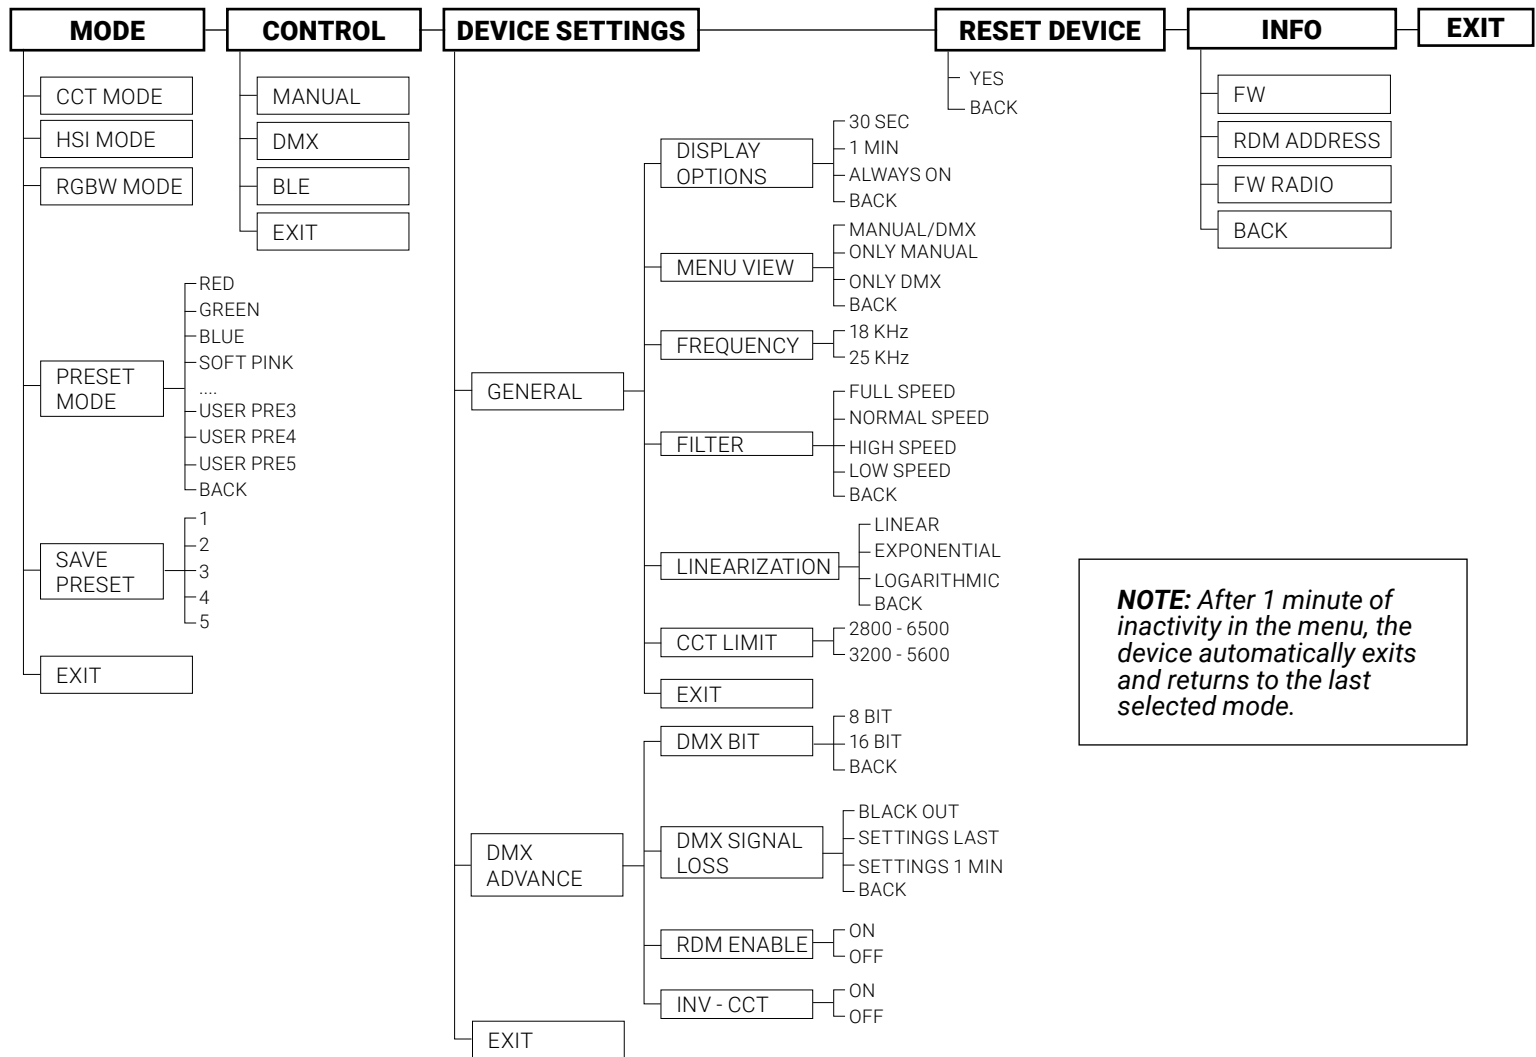 MODE
CONTROL
DEVICE SETTINGS
RESET DEVICE
INFO
EXIT
CCT MODE
HSI MODE
RGBW MODE
PRESET
MODE
RED
GREEN
BLUE
SOFT PINK
....
USER PRE3
USER PRE4
USER PRE5
BACK
SAVE
PRESET
1
2
3
4
5
EXIT
MANUAL
DMX
BLE
EXIT
GENERAL
DISPLAY
OPTIONS
30 SEC
1 MIN
ALWAYS ON
BACK
MENU VIEW
MANUAL/DMX
ONLY MANUAL
ONLY DMX
BACK
FREQUENCY
18 KHz
25 KHz
FILTER
FULL SPEED
NORMAL SPEED
HIGH SPEED
LOW SPEED
BACK
LINEARIZATION
LINEAR
EXPONENTIAL
LOGARITHMIC
BACK
CCT LIMIT
2800 - 6500
3200 - 5600
EXIT
DMX
ADVANCE
DMX BIT
8 BIT
16 BIT
BACK
DMX SIGNAL
LOSS
BLACK OUT
SETTINGS LAST
SETTINGS 1 MIN
BACK
RDM ENABLE
ON
OFF
INV - CCT
ON
OFF
EXIT
YES
BACK
FW
RDM ADDRESS
FW RADIO
BACK
NOTE: After 1 minute of
inactivity in the menu, the
device automatically exits
and returns to the last
selected mode.